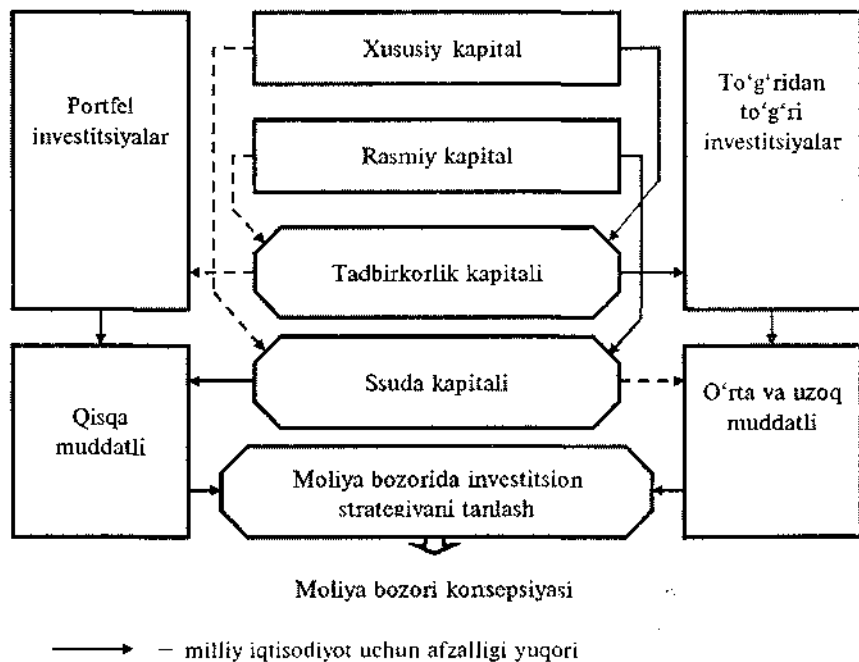 Xususiy kapital
Portfel
investitsiyalar
To‘g‘ridan
to‘g‘ri
investitsiyalar
Rasmiy kapital
Tadbirkorlik kapitali
Ssuda kapitali
Qisqa
muddatli
O‘rta va uzoq
muddatli
Moliya bozorida investitsion
strategiyani tanlash
Moliya bozori konsepsiyasi
– milliy iqtisodiyot uchun afzalligi yuqori